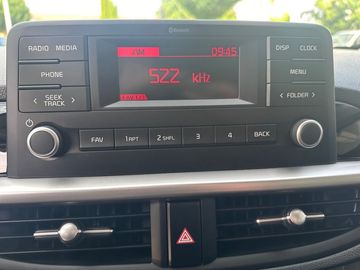 Bluetooth
RADIO MEDIA
AM 09:45
DISP CLOCK
522 kHz
PHONE
MENU
SEEK
TRACK
FOLDER
FAV 1 RPT 2 SHFL 3 4 BACK